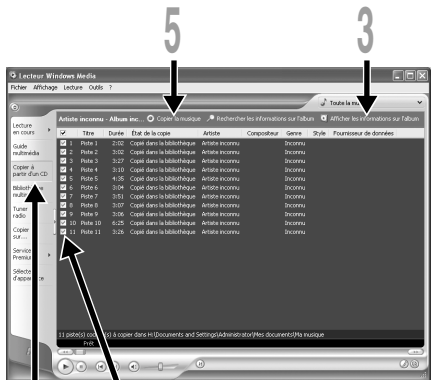 5
3
Lecteur Windows Media
Fichier Affichage Lecture Outils ?
Toute la mu
Artiste inconnu - Album inc... Copier la musique Rechercher les informations sur l'album Afficher les informations sur l'album
Lecture en cours
Guide multimédia
Copier à partir d'un CD
Tuner radio
Copier sur...
Service
Premium
Sélecte
Titre Durée État de la copie Artiste Compositeur Genre Style Fournisseur de données
1 Piste 1 2:02 Copié dans la bibliothèque Artiste inconnu Inconnu
2 Piste 2 3:02 Copié dans la bibliothèque Artiste inconnu Inconnu
3 Piste 3 3:27 Copié dans la bibliothèque Artiste inconnu Inconnu
4 Piste 4 3:10 Copié dans la bibliothèque Artiste inconnu Inconnu
5 Piste 5 4:35 Copié dans la bibliothèque Artiste inconnu Inconnu
6 Piste 6 3:04 Copié dans la bibliothèque Artiste inconnu Inconnu
7 Piste 7 3:51 Copié dans la bibliothèque Artiste inconnu Inconnu
8 Piste 8 3:07 Copié dans la bibliothèque Artiste inconnu Inconnu
9 Piste 9 3:06 Copié dans la bibliothèque Artiste inconnu Inconnu
10 Piste 10 6:25 Copié dans la bibliothèque Artiste inconnu Inconnu
11 Piste 11 3:26 Copié dans la bibliothèque Artiste inconnu Inconnu
11 piste(s) à copier dans H:\Documents and Settings\Administrator\Mes documents\Ma musique
Prêt